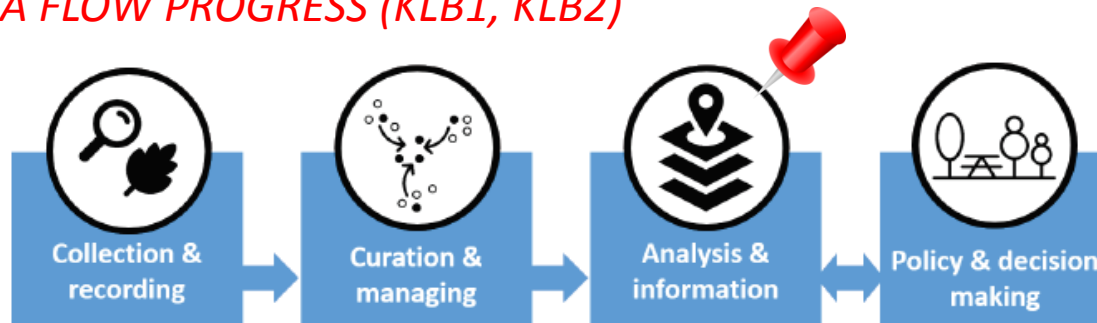 A FLOW PROGRESS (KLB1, KLB2)
Collection &
recording
Curation &
managing
Analysis &
information
Policy & decision
making